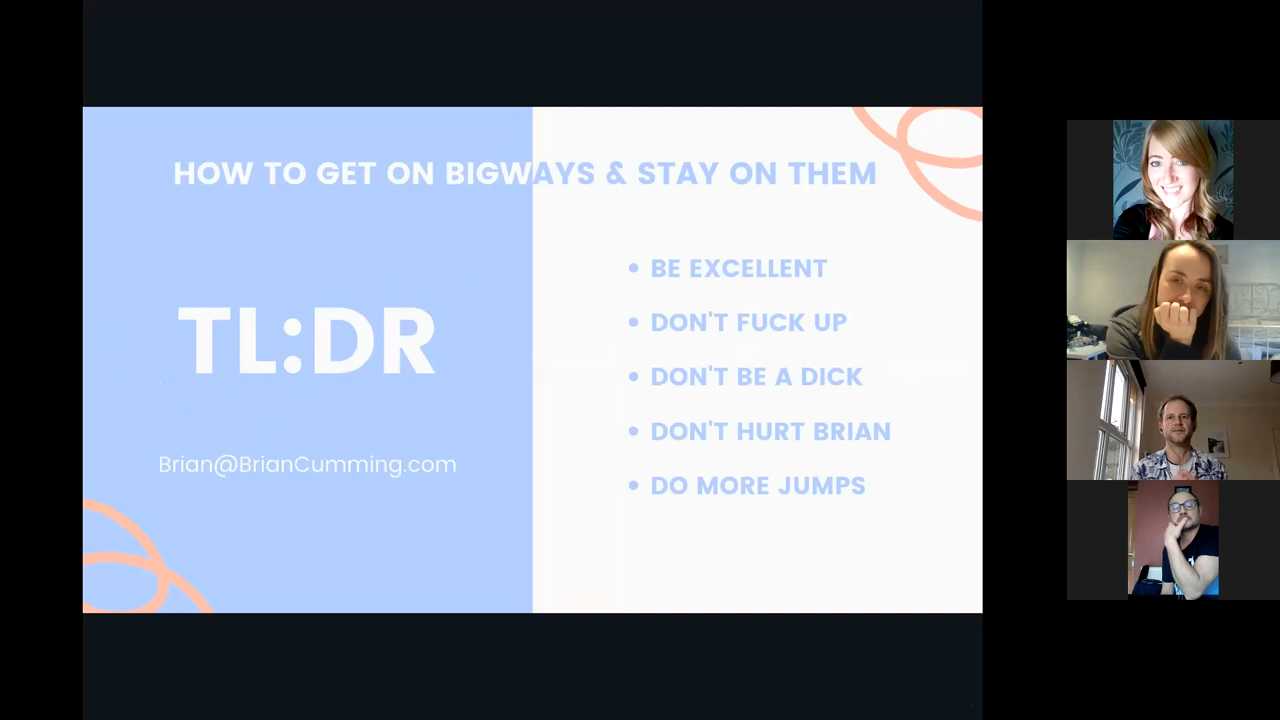 HOW TO GET ON BIGWAYS & STAY ON THEM
TL:DR
Brian@BrianCumming.com
• BE EXCELLENT
• DON'T FUCK UP
• DON'T BE A DICK
• DON'T HURT BRIAN
• DO MORE JUMPS